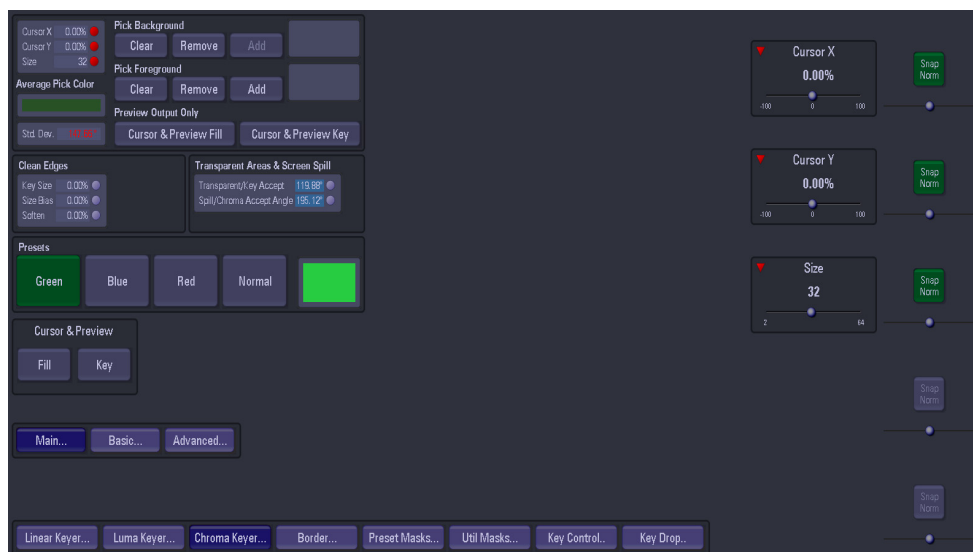 Cursor X 0.00%
Cursor Y 0.00%
Size 32
Average Pick Color
Std. Dev.
Pick Background
Clear Remove Add
Pick Foreground
Clear Remove Add
Preview Output Only
Cursor & Preview Fill Cursor & Preview Key
Clean Edges
Key Size 0.00%
Size Bias 0.00%
Soften 0.00%
Transparent Areas & Screen Spill
Transparent/Key Accept 119.88°
Spill/Chroma Accept Angle 195.12°
Presets
Green Blue Red Normal
Cursor & Preview
Fill Key
Main... Basic... Advanced...
Linear Keyer... Luma Keyer... Chroma Keyer... Border... Preset Masks... Util Masks... Key Control.. Key Drop..
Cursor X
0.00%
-100 0 100
Snap
Norm
Cursor Y
0.00%
-100 0 100
Snap
Norm
Size
32
2 64
Snap
Norm
Snap
Norm
Snap
Norm